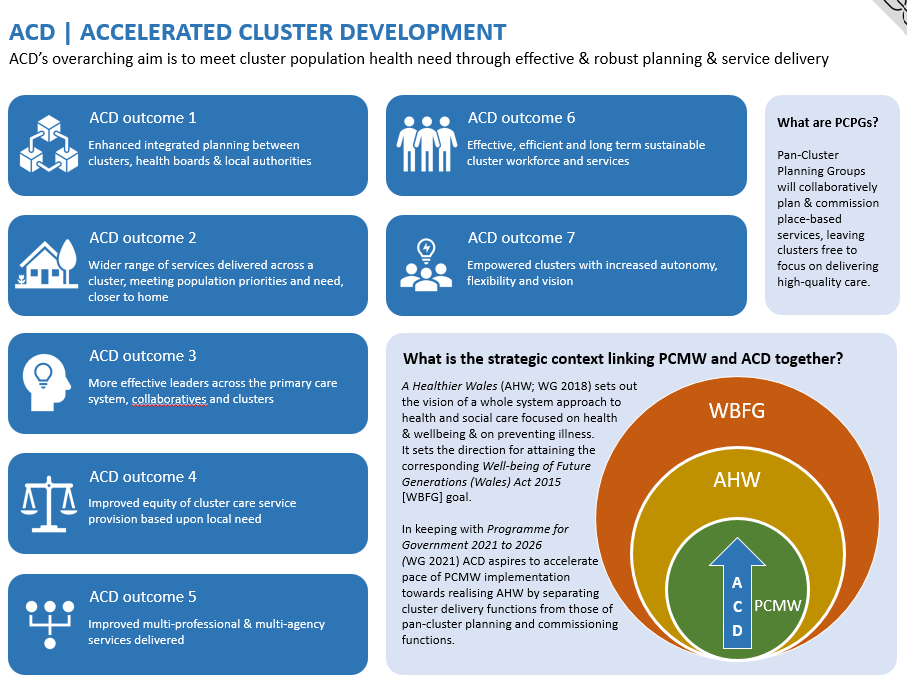 ACD | ACCELERATED CLUSTER DEVELOPMENT
ACD's overarching aim is to meet cluster population health need through effective & robust planning & service delivery
ACD outcome 1
Enhanced integrated planning between
clusters, health boards & local authorities
ACD outcome 2
Wider range of services delivered across a
cluster, meeting population priorities and need,
closer to home
ACD outcome 3
More effective leaders across the primary care
system, collaboratives and clusters
ACD outcome 4
Improved equity of cluster care service
provision based upon local need
ACD outcome 5
Improved multi-professional & multi-agency
services delivered
ACD outcome 6
Effective, efficient and long term sustainable
cluster workforce and services
ACD outcome 7
Empowered clusters with increased autonomy,
flexibility and vision
What are PCPGs?
Pan-Cluster
Planning Groups
will collaboratively
plan & commission
place-based
services, leaving
clusters free to
focus on delivering
high-quality care.
What is the strategic context linking PCMW and ACD together?
A Healthier Wales (AHW; WG 2018) sets out
the vision of a whole system approach to
health and social care focused on health
& wellbeing & on preventing illness.
It sets the direction for attaining the
corresponding Well-being of Future
Generations (Wales) Act 2015
[WBFG] goal.
In keeping with Programme for
Government 2021 to 2026
(WG 2021) ACD aspires to accelerate
pace of PCMW implementation
towards realising AHW by separating
cluster delivery functions from those of
pan-cluster planning and commissioning
functions.
WBFG
AHW
A
C
D
PCMW